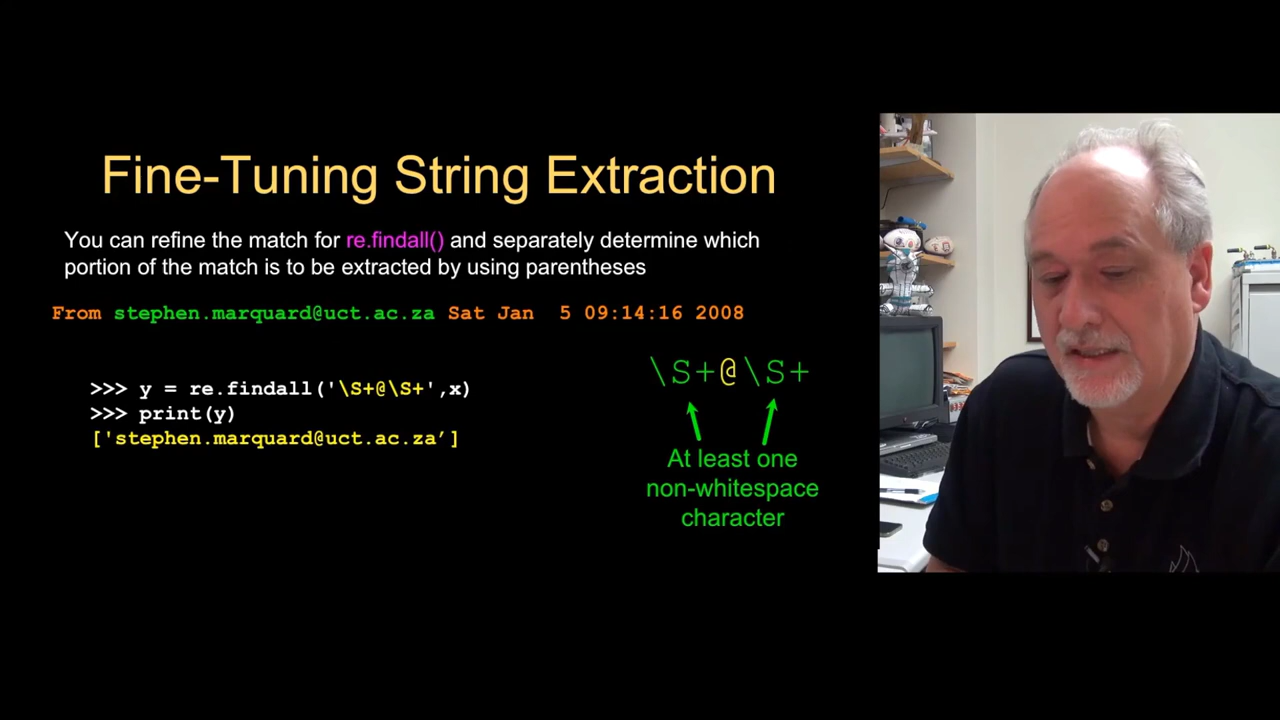 Fine-Tuning String Extraction
You can refine the match for re.findall() and separately determine which
portion of the match is to be extracted by using parentheses
From stephen.marquard@uct.ac.za Sat Jan  5 09:14:16 2008
>>> y = re.findall('\S+@\S+',x)
>>> print(y)
['stephen.marquard@uct.ac.za’]
\S+@\S+
At least one
non-whitespace
character